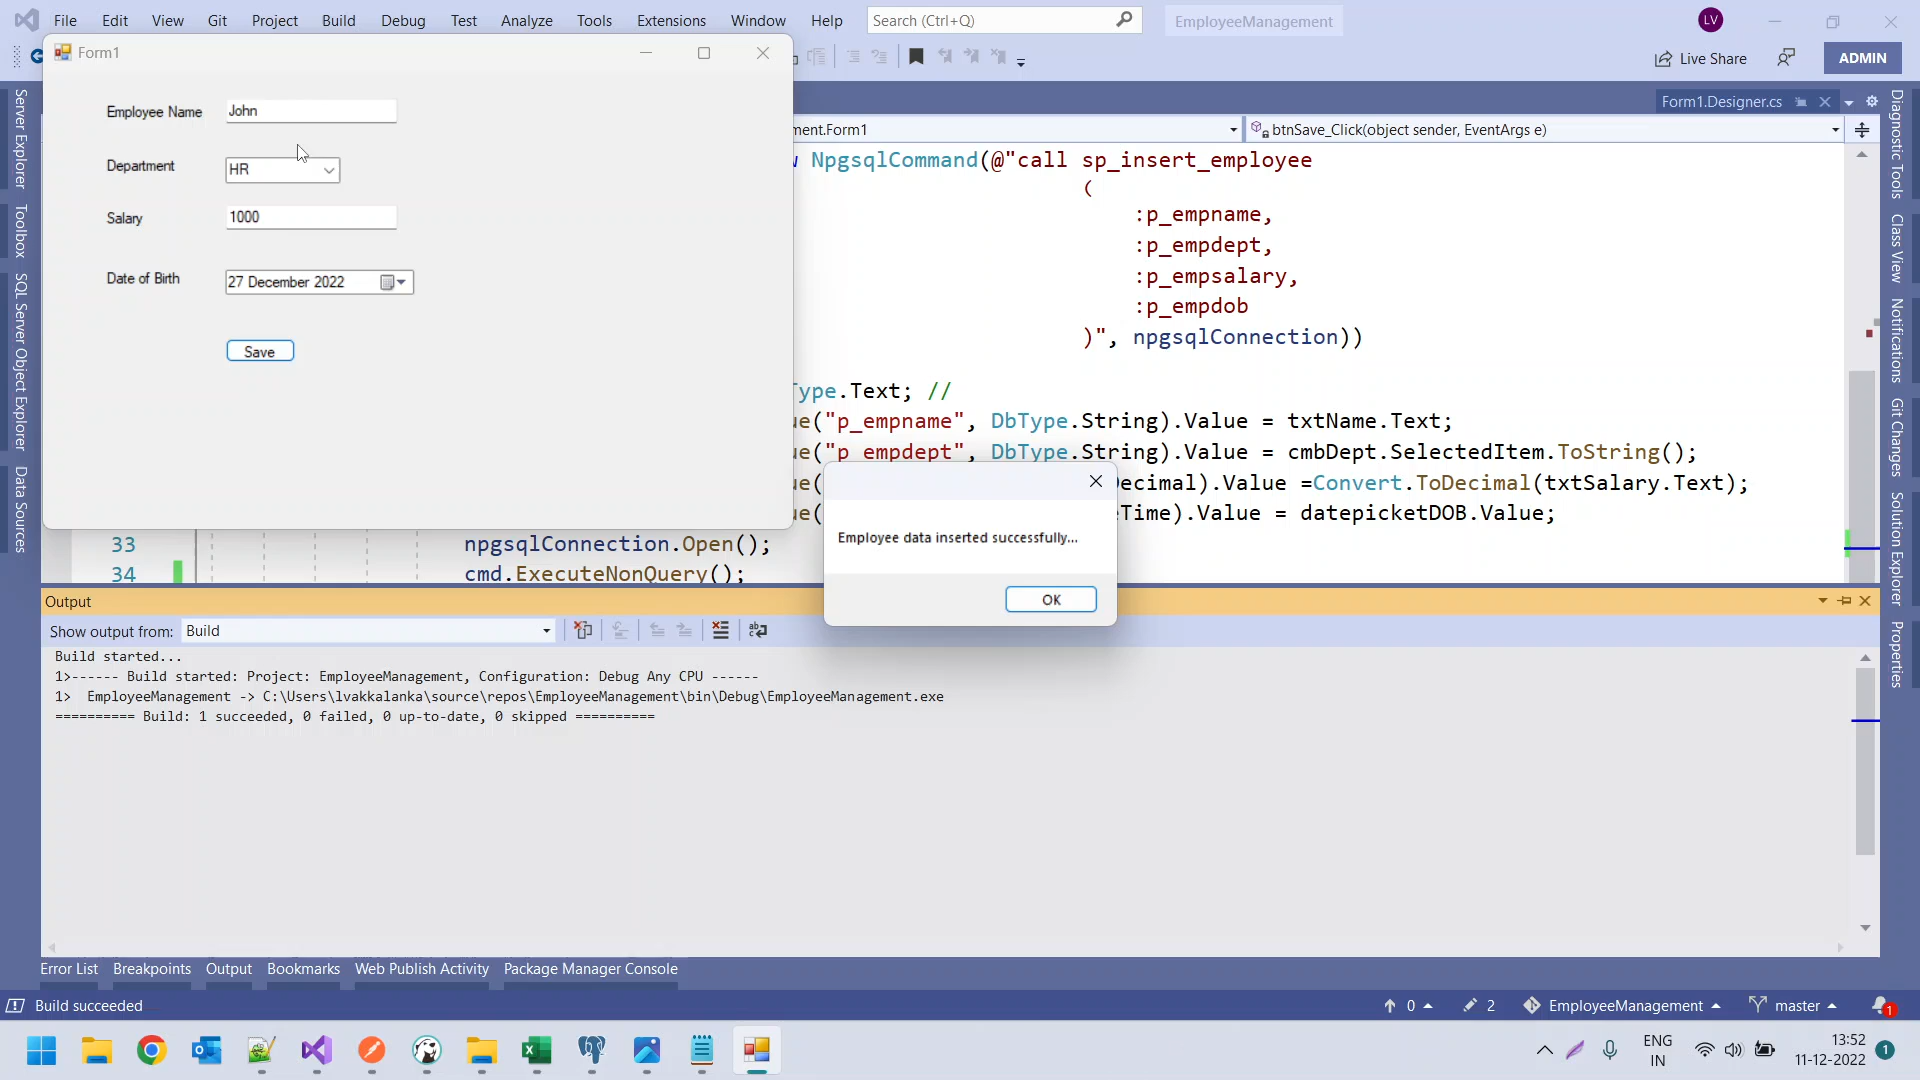 File Edit View Git Project Build Debug Test Analyze Tools Extensions Window Help Search (Ctrl+Q) EmployeeManagement LV
Form1
Live Share ADMIN
Employee Name John
Department HR
Salary 1000
Date of Birth 27 December 2022
Save
Form1.Designer.cs
ment.Form1 btnSave_Click(object sender, EventArgs e)
NpgsqlCommand(@"call sp_insert_employee
(
:p_empname,
:p_empdept,
:p_empsalary,
:p_empdob
)", npgsqlConnection))
Type.Text; //
ue("p_empname", DbType.String).Value = txtName.Text;
ue("p_empdept", DbType.String).Value = cmbDept.SelectedItem.ToString();
ue( ecimal).Value =Convert.ToDecimal(txtSalary.Text);
ue( eTime).Value = datepicketDOB.Value;
33 npgsqlConnection.Open();
34 cmd.ExecuteNonQuery();
Employee data inserted successfully...
OK
Server Explorer
Toolbox
SQL Server Object Explorer
Data Sources
Diagnostic Tools
Class View
Notifications
Git Changes
Solution Explorer
Properties
Output
Show output from: Build
Build started...
1>------ Build started: Project: EmployeeManagement, Configuration: Debug Any CPU ------
1> EmployeeManagement -> C:\Users\lvakkalanka\source\repos\EmployeeManagement\bin\Debug\EmployeeManagement.exe
========== Build: 1 succeeded, 0 failed, 0 up-to-date, 0 skipped ==========
Error List Breakpoints Output Bookmarks Web Publish Activity Package Manager Console
Build succeeded 0 2 EmployeeManagement master 1
ENG
IN
13:52
11-12-2022
1